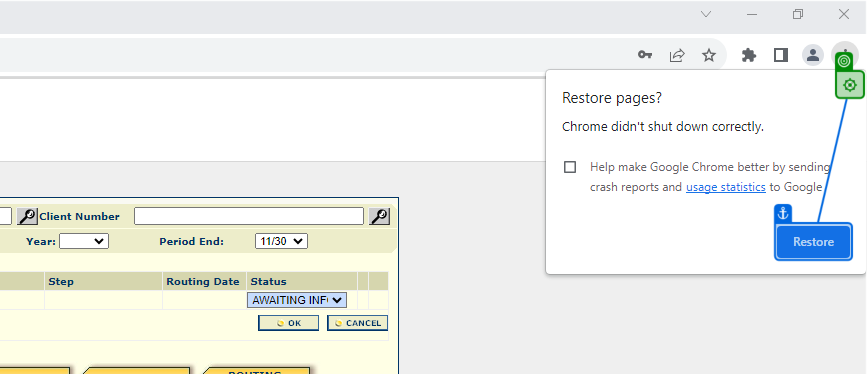 Restore pages?
Chrome didn't shut down correctly.
Help make Google Chrome better by sending
crash reports and usage statistics to Google
Restore
Client Number
Year:
Period End:
11/30
Step
Routing Date
Status
AWAITING INF
OK
CANCEL
ROUTING